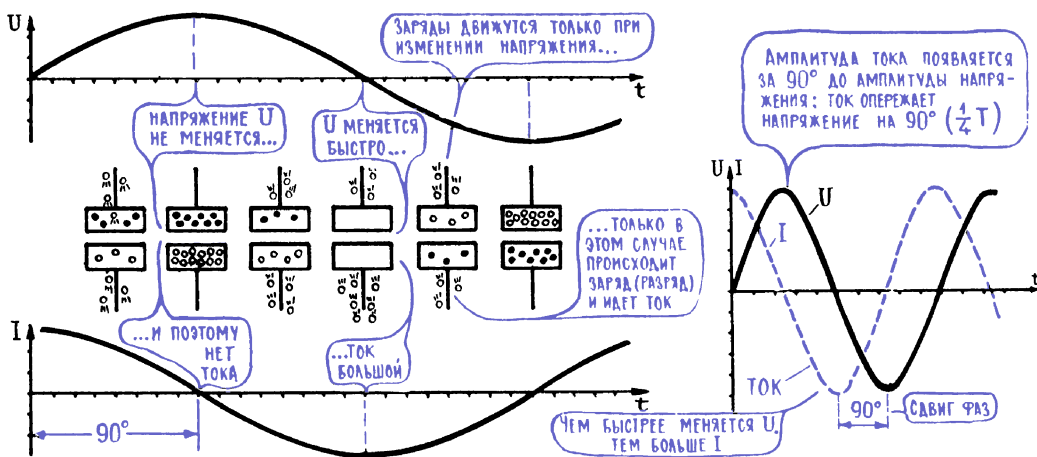 U
t
ЗАРЯДЫ ДВИЖУТСЯ ТОЛЬКО ПРИ
ИЗМЕНЕНИИ НАПРЯЖЕНИЯ...
НАПРЯЖЕНИЕ U
НЕ МЕНЯЕТСЯ...
U МЕНЯЕТСЯ
БЫСТРО...
...ТОЛЬКО В
ЭТОМ СЛУЧАЕ
ПРОИСХОДИТ
ЗАРЯД (РАЗРЯД)
И ИДЕТ ТОК
...И ПОЭТОМУ
НЕТ
ТОКА
...ТОК
БОЛЬШОЙ
I
t
90°
АМПЛИТУДА ТОКА ПОЯВЛЯЕТСЯ
ЗА 90° ДО АМПЛИТУДЫ НАПРЯ-
ЖЕНИЯ: ТОК ОПЕРЕЖАЕТ
НАПРЯЖЕНИЕ НА 90° (1/4 T)
U I
U
I
t
ТОК
90°
СДВИГ ФАЗ
ЧЕМ БЫСТРЕЕ МЕНЯЕТСЯ U,
ТЕМ БОЛЬШЕ I